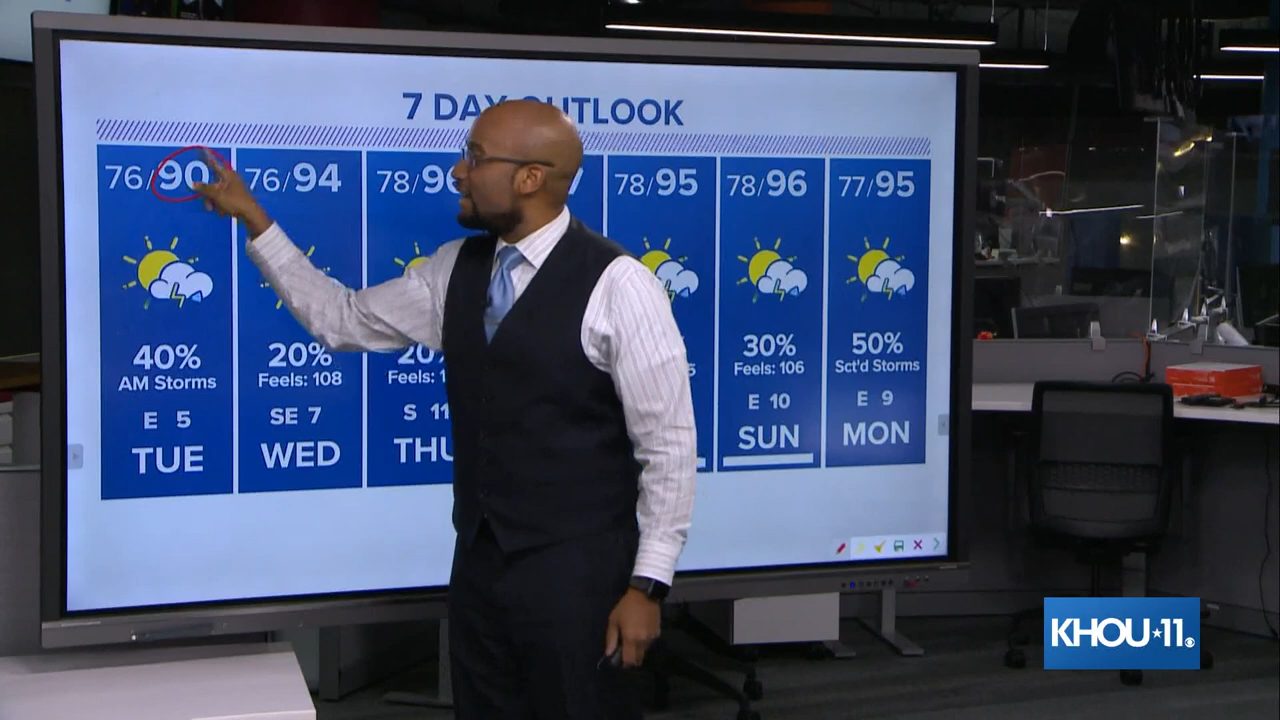 7 DAY OUTLOOK
76/90
76/94
78/
78/95
78/96
77/95
40%
AM Storms
E 5
TUE
20%
Feels: 108
SE 7
WED
S 11
THU
30%
Feels: 106
E 10
SUN
50%
Sct'd Storms
E 9
MON
KHOU★11